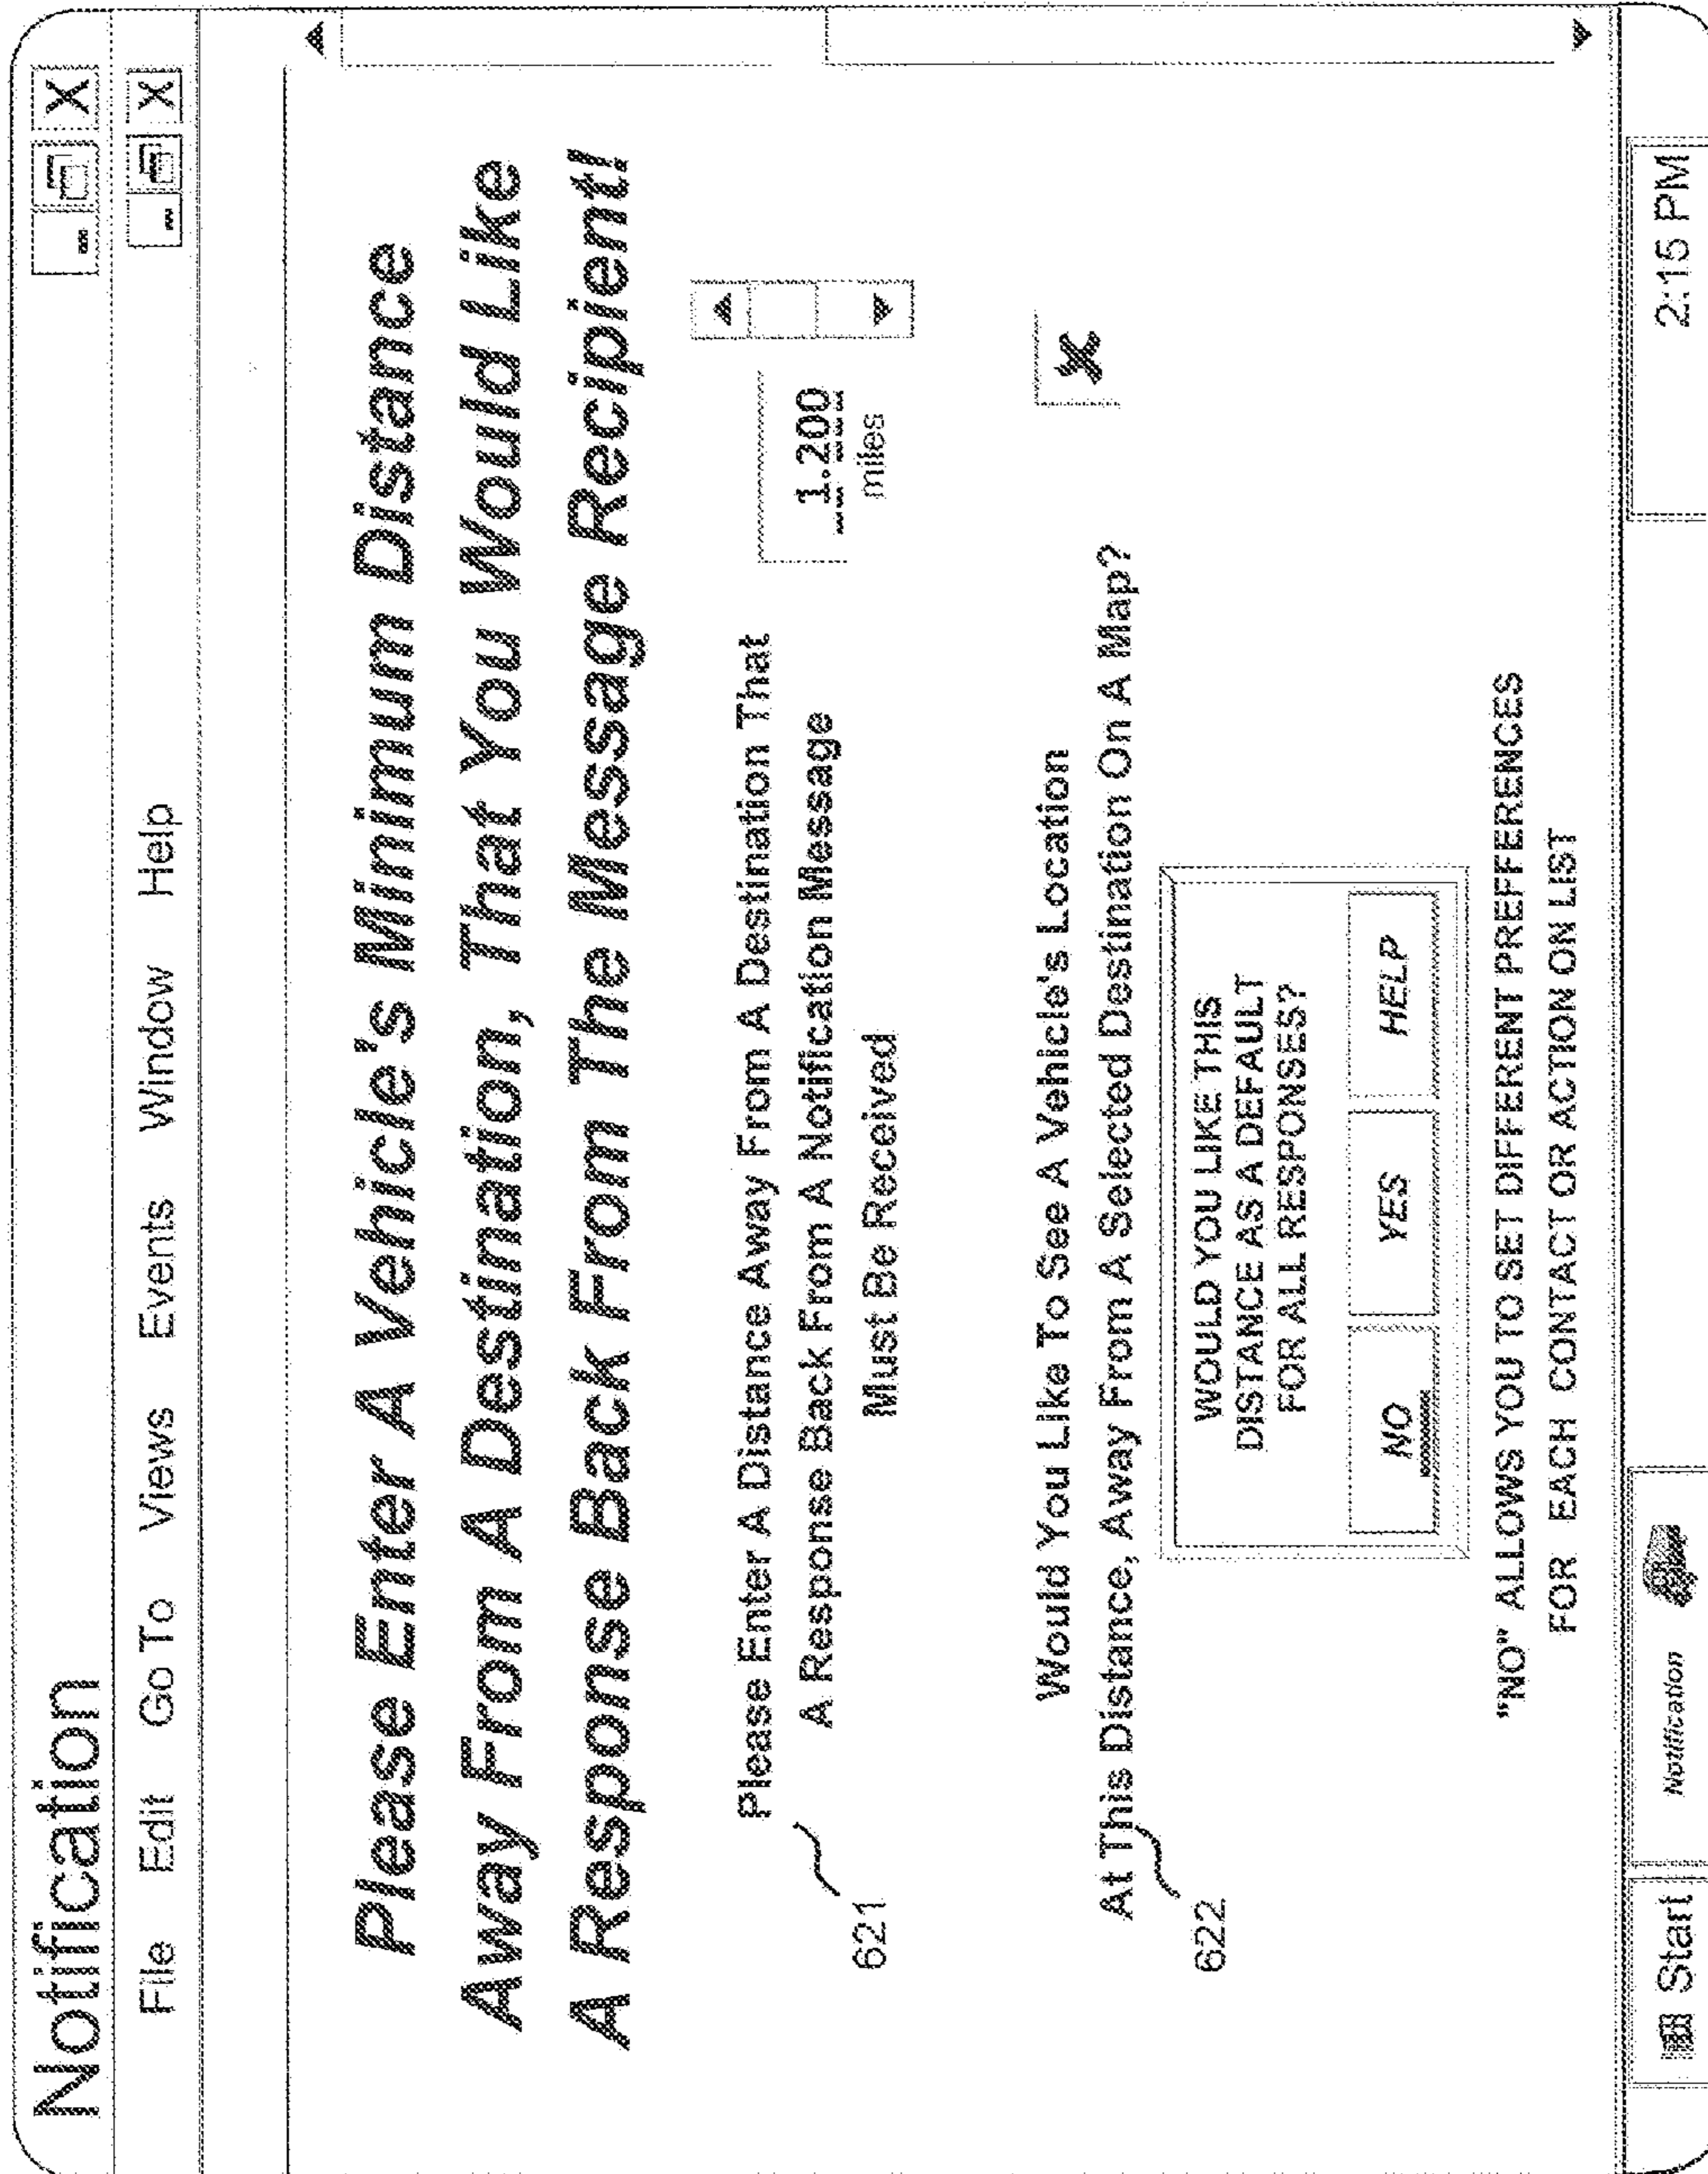 Notification
File Edit Go To Views Events Window Help
Please Enter A Vehicle's Minimum Distance
Away From A Destination, That You Would Like
A Response Back From The Message Recipient!
Please Enter A Distance Away From A Destination That
A Response Back From A Notification Message
Must Be Received
1.200
miles
621
Would You Like To See A Vehicle's Location
At This Distance, Away From A Selected Destination On A Map?
X
622
WOULD YOU LIKE THIS
DISTANCE AS A DEFAULT
FOR ALL RESPONSES?
NO YES HELP
"NO" ALLOWS YOU TO SET DIFFERENT PREFFERENCES
FOR EACH CONTACT OR ACTION ON LIST
Start Notification 2:15 PM